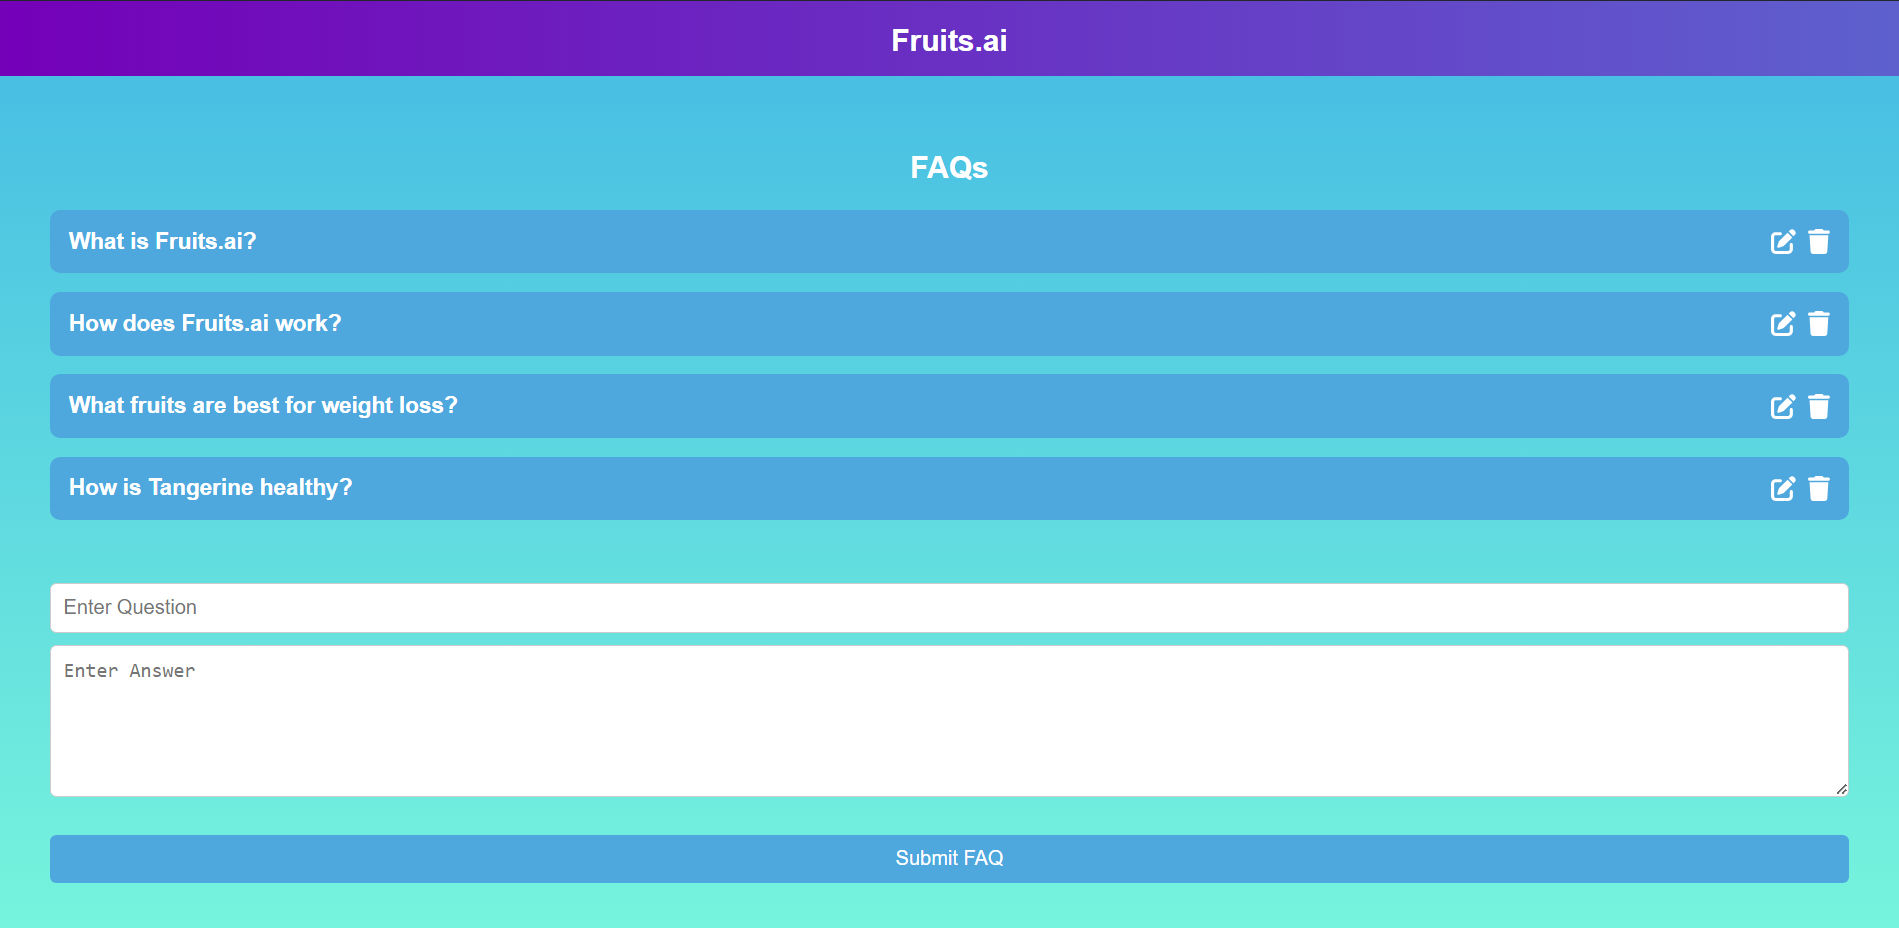 Fruits.ai
FAQs
What is Fruits.ai?
How does Fruits.ai work?
What fruits are best for weight loss?
How is Tangerine healthy?
Enter Question
Enter Answer
Submit FAQ